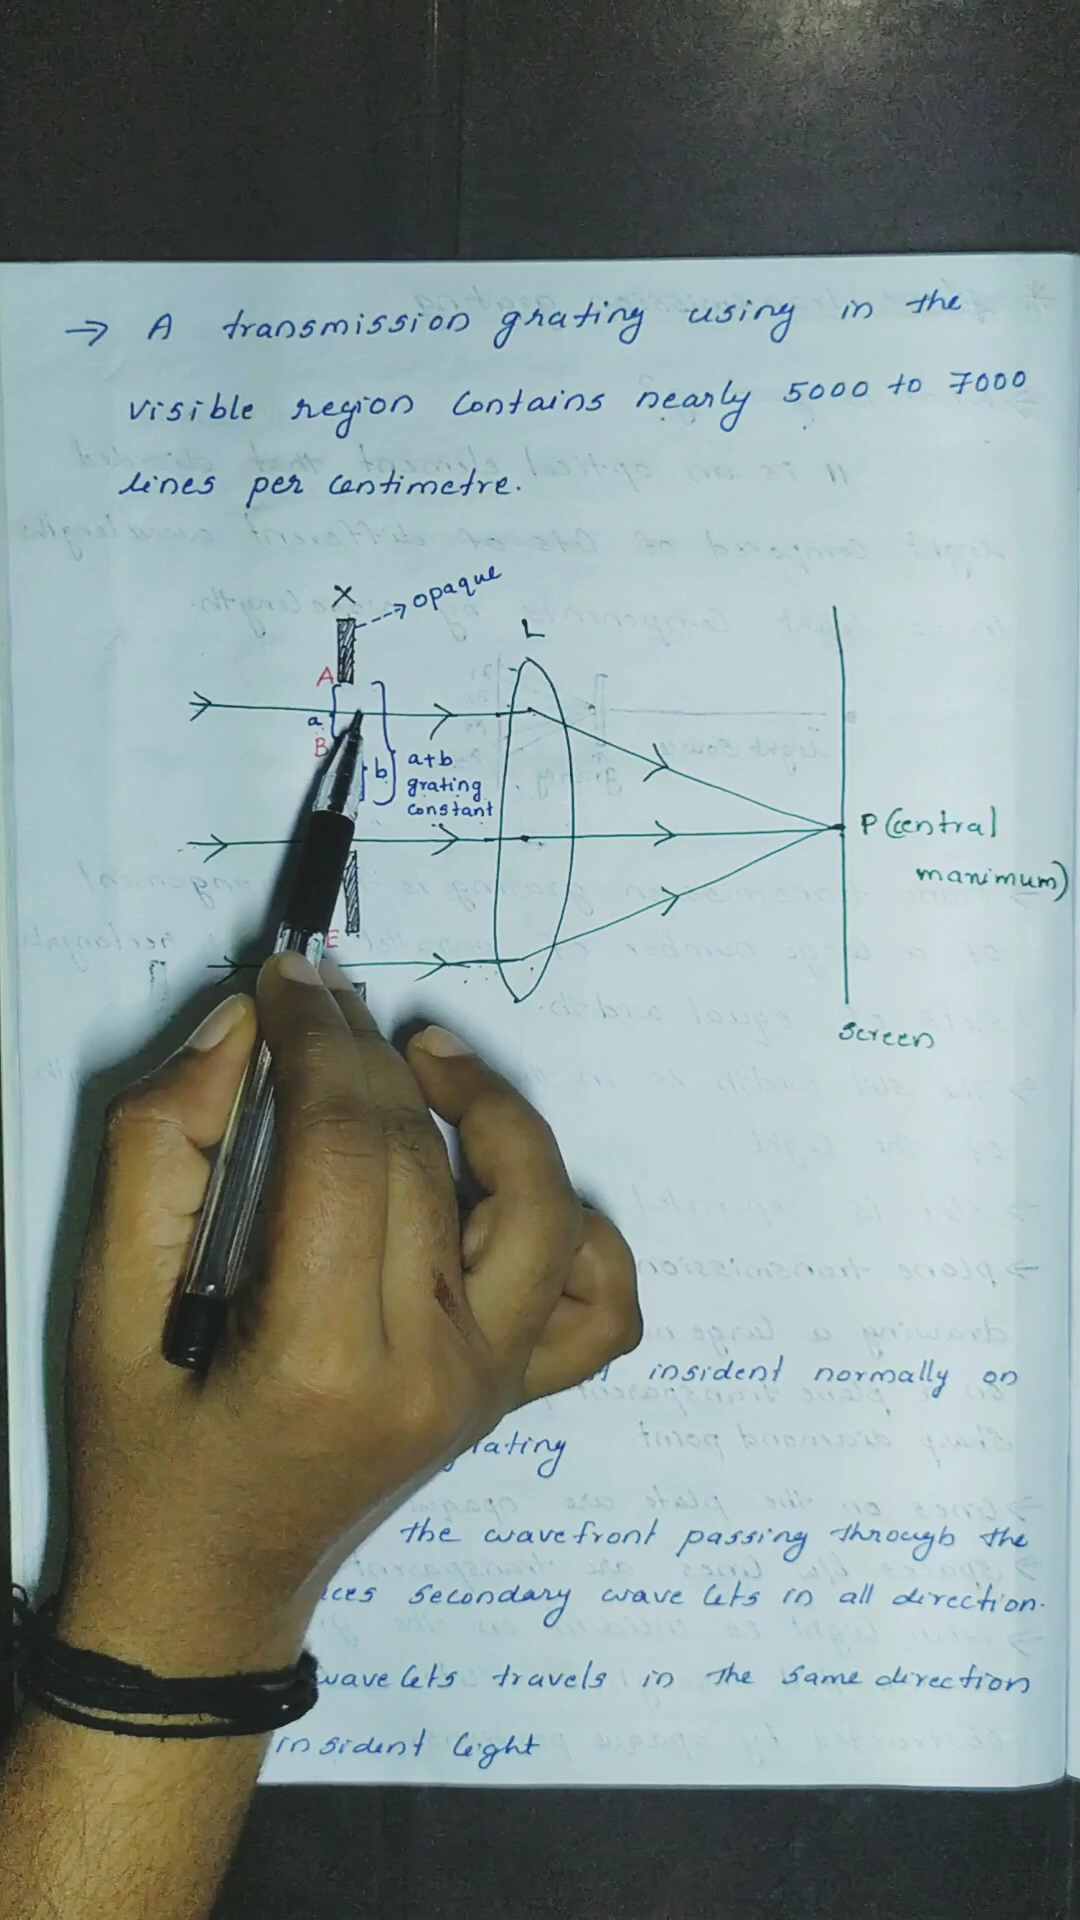 → A transmission grating using in the
visible region contains nearly 5000 to 7000
lines per centimetre.
X
opaque
L
A
a
B
b
a+b
grating
constant
P (central
manimum)
E
screen
insident normally on
rating
the wavefront passing through the
ces secondary wave lets in all direction.
wave lets travels in the same direction
insident light